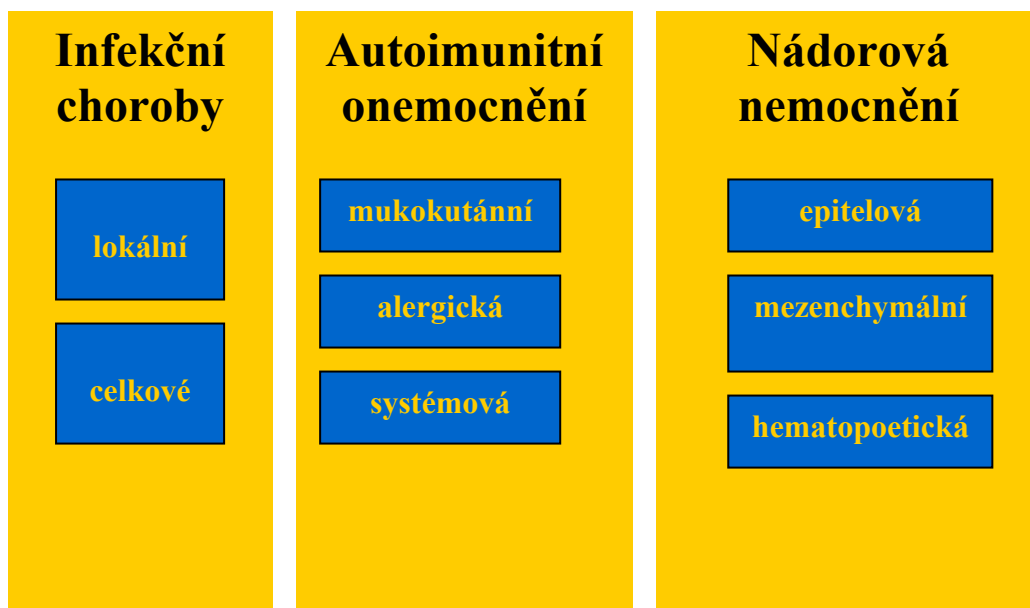 Infekční
choroby
lokální
celkové
Autoimunitní
onemocnění
mukokutánní
alergická
systémová
Nádorová
nemocnění
epitelová
mezenchymální
hematopoetická